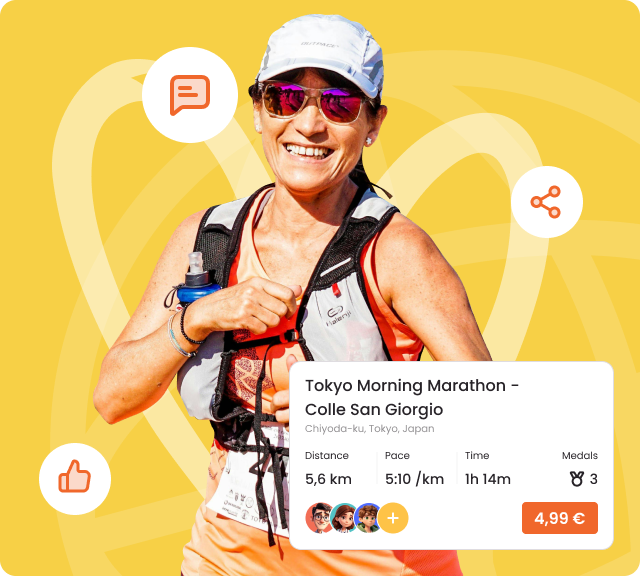 Tokyo Morning Marathon -
Colle San Giorgio
Chiyoda-ku, Tokyo, Japan
Distance Pace Time Medals
5,6 km 5:10 /km 1h 14m 3
+ 4,99 €